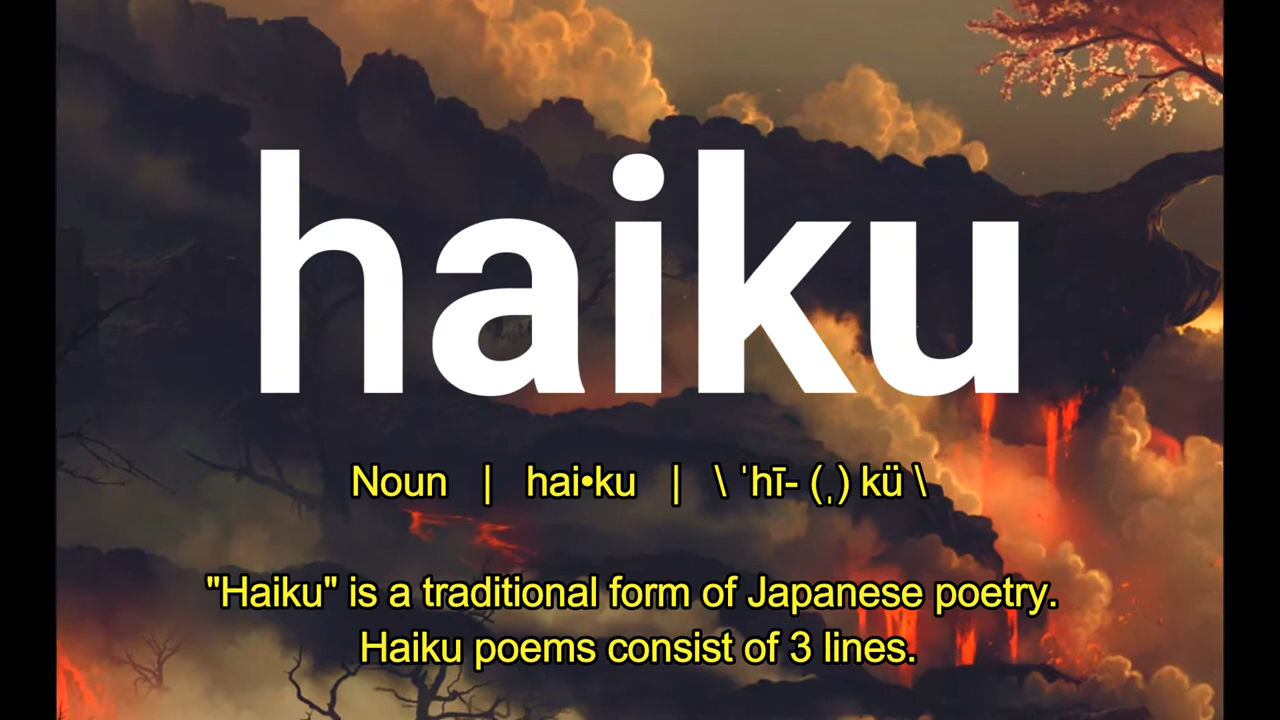 haiku
Noun | hai•ku | \ ˈhī- (ˌ) kü \
"Haiku" is a traditional form of Japanese poetry.
Haiku poems consist of 3 lines.